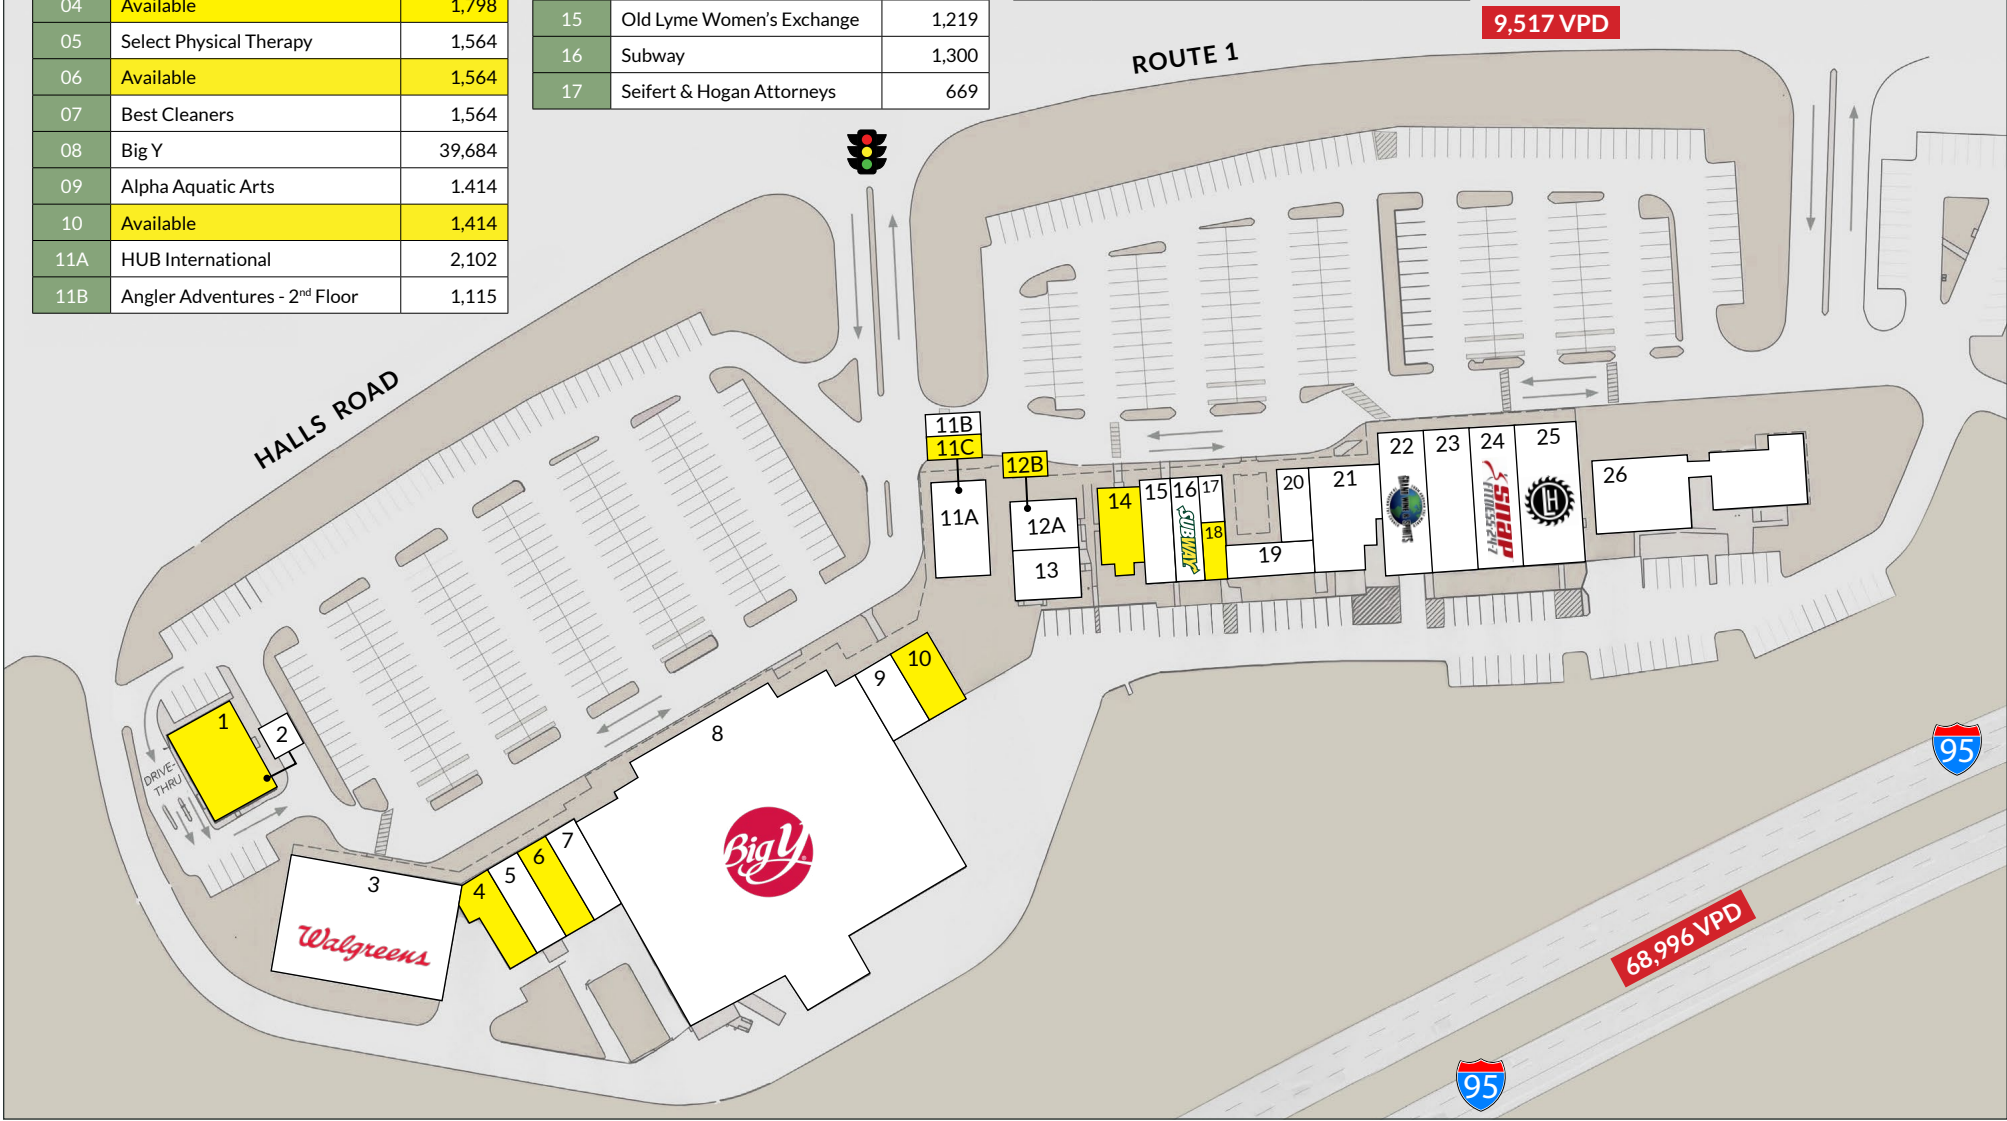 04 Available 1,798
05 Select Physical Therapy 1,564
06 Available 1,564
07 Best Cleaners 1,564
08 Big Y 39,684
09 Alpha Aquatic Arts 1.414
10 Available 1,414
11A HUB International 2,102
11B Angler Adventures - 2nd Floor 1,115
15 Old Lyme Women's Exchange 1,219
16 Subway 1,300
17 Seifert & Hogan Attorneys 669
9,517 VPD
ROUTE 1
HALLS ROAD
11B
11C
12B
11A
12A
13
14
15
16
SUBWAY
17
18
19
20
21
22
23
24
snap
FITNESS-24-7
25
LH
26
10
9
8
Big Y
1
2
DRIVE-
THRU
7
6
5
4
3
Walgreens
95
68,996 VPD
95